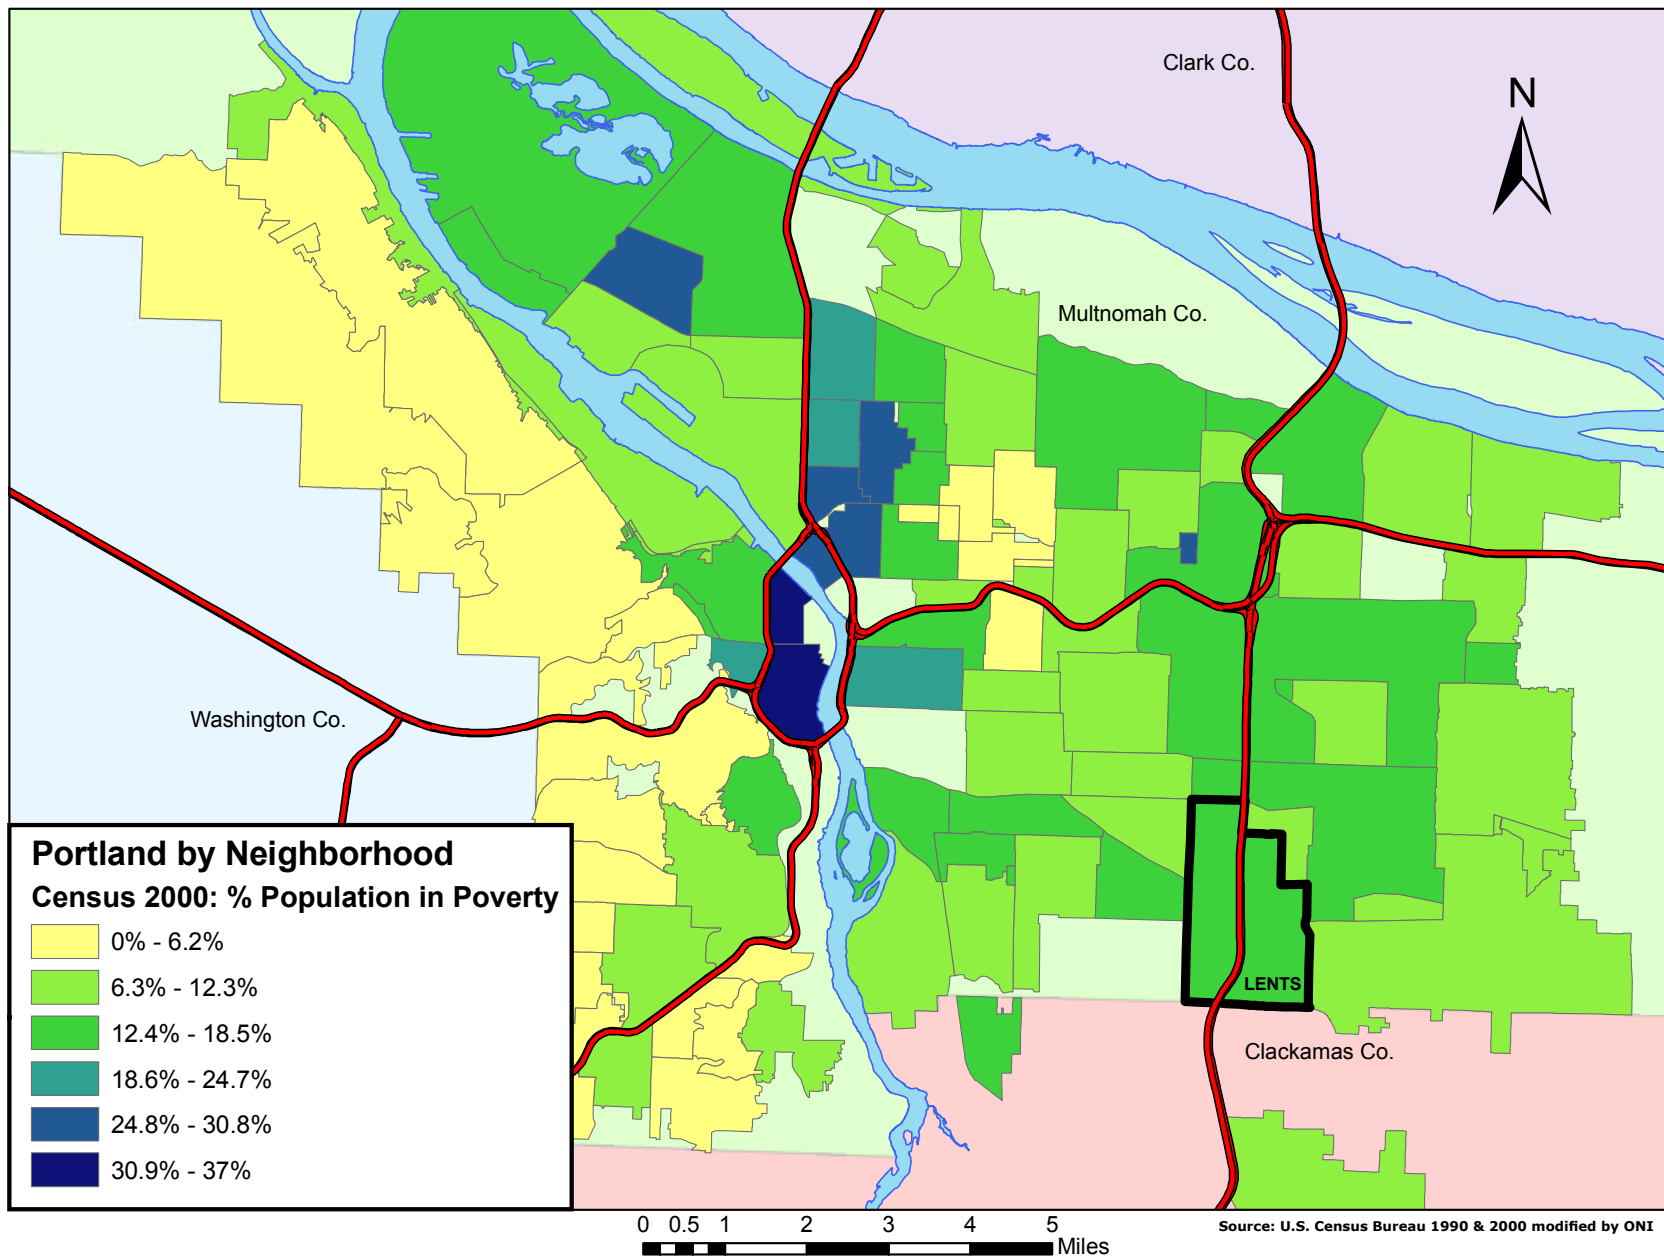 Clark Co.
N
Multnomah Co.
Washington Co.
Portland by Neighborhood
Census 2000: % Population in Poverty
0% - 6.2%
6.3% - 12.3%
12.4% - 18.5%
18.6% - 24.7%
24.8% - 30.8%
30.9% - 37%
LENTS
Clackamas Co.
0 0.5 1 2 3 4 5
Miles
Source: U.S. Census Bureau 1990 & 2000 modified by ONI